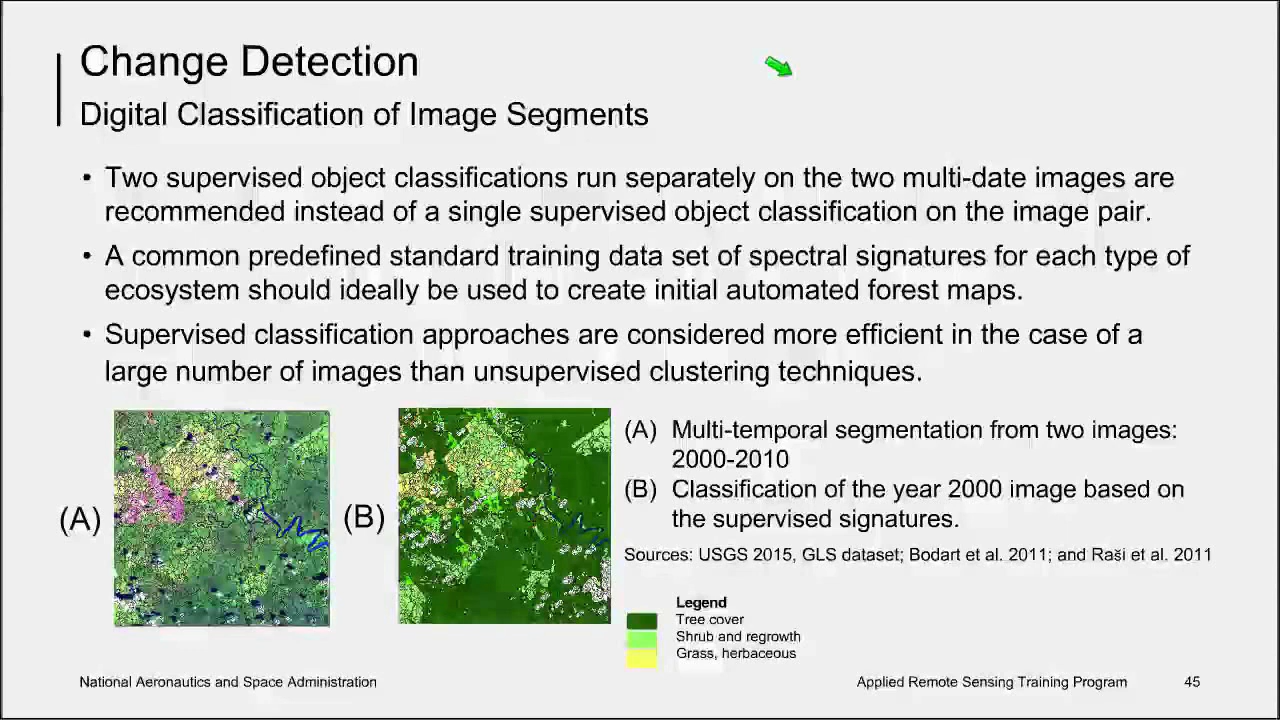 Change Detection
Digital Classification of Image Segments
• Two supervised object classifications run separately on the two multi-date images are
recommended instead of a single supervised object classification on the image pair.
• A common predefined standard training data set of spectral signatures for each type of
ecosystem should ideally be used to create initial automated forest maps.
• Supervised classification approaches are considered more efficient in the case of a
large number of images than unsupervised clustering techniques.
(A)
(B)
(A) Multi-temporal segmentation from two images:
2000-2010
(B) Classification of the year 2000 image based on
the supervised signatures.
Sources: USGS 2015, GLS dataset; Bodart et al. 2011; and Raši et al. 2011
Legend
Tree cover
Shrub and regrowth
Grass, herbaceous
National Aeronautics and Space Administration
Applied Remote Sensing Training Program
45